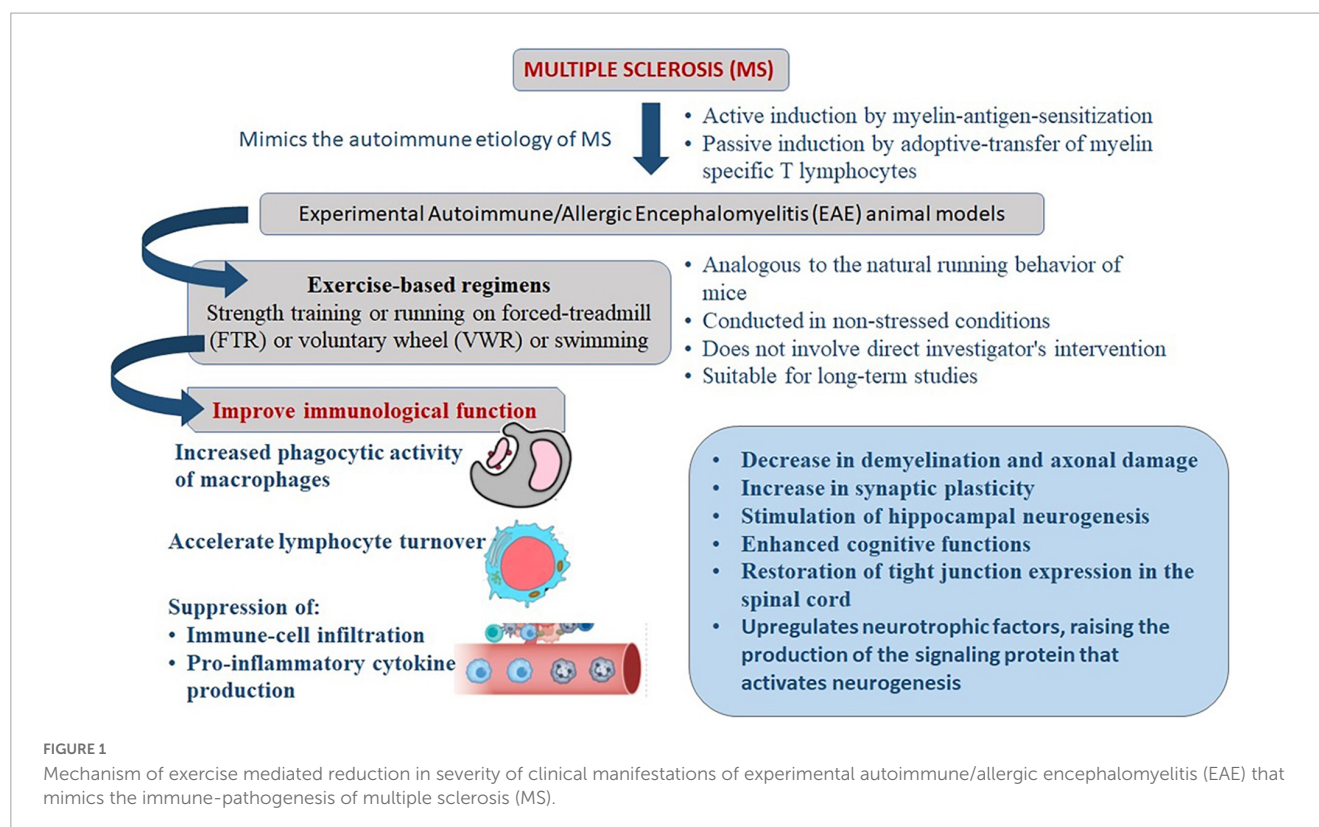 MULTIPLE SCLEROSIS (MS)
Mimics the autoimmune etiology of MS
• Active induction by myelin-antigen-sensitization
• Passive induction by adoptive-transfer of myelin
specific T lymphocytes
Experimental Autoimmune/Allergic Encephalomyelitis (EAE) animal models
Exercise-based regimens
Strength training or running on forced-treadmill
(FTR) or voluntary wheel (VWR) or swimming
• Analogous to the natural running behavior of
mice
• Conducted in non-stressed conditions
• Does not involve direct investigator's intervention
• Suitable for long-term studies
Improve immunological function
Increased phagocytic activity
of macrophages
Accelerate lymphocyte turnover
Suppression of:
• Immune-cell infiltration
• Pro-inflammatory cytokine
production
• Decrease in demyelination and axonal damage
• Increase in synaptic plasticity
• Stimulation of hippocampal neurogenesis
• Enhanced cognitive functions
• Restoration of tight junction expression in the
spinal cord
• Upregulates neurotrophic factors, raising the
production of the signaling protein that
activates neurogenesis
FIGURE 1
Mechanism of exercise mediated reduction in severity of clinical manifestations of experimental autoimmune/allergic encephalomyelitis (EAE) that
mimics the immune-pathogenesis of multiple sclerosis (MS).